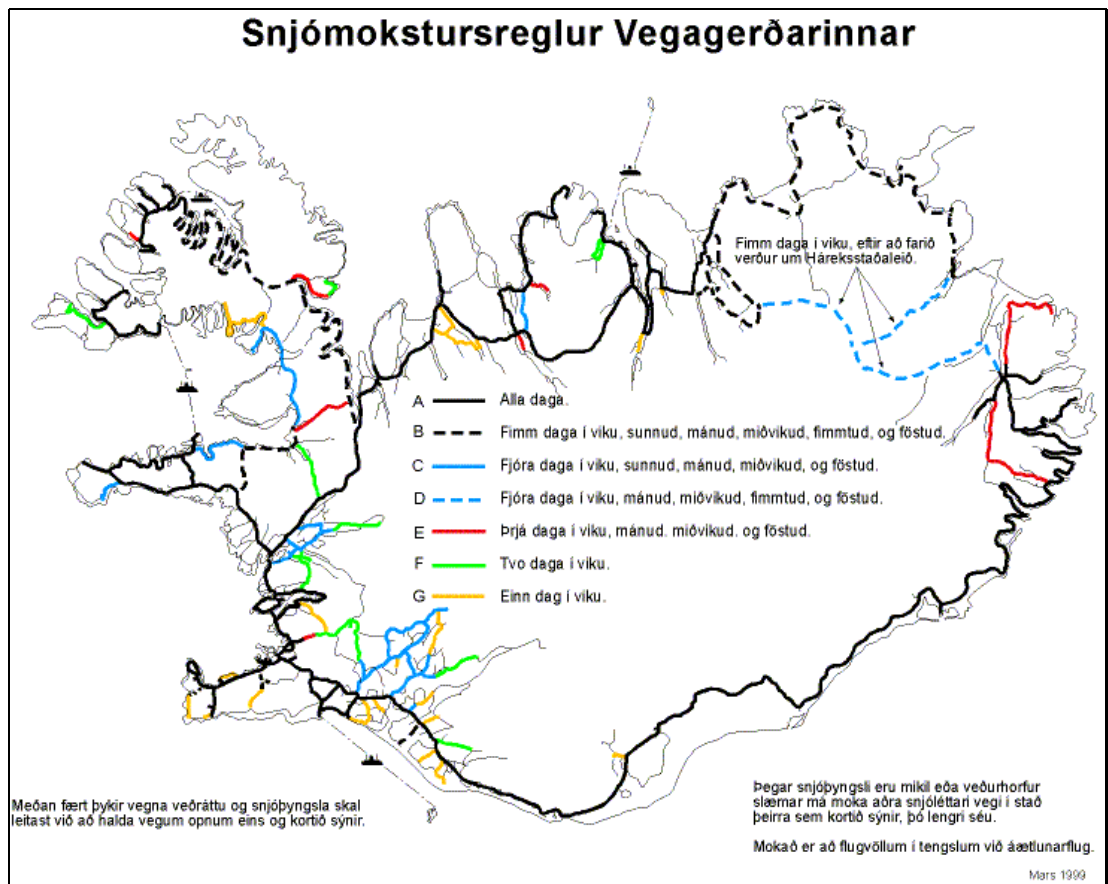 Snjómokstursreglur Vegagerðarinnar
Fimm daga í viku, eftir að farið
verður um Háreksstaðaleið.
A Alla daga.
B Fimm daga í viku, sunnud, mánud, miðvikud, fimmtud, og föstud.
C Fjóra daga í viku, sunnud, mánud, miðvikud, og föstud.
D Fjóra daga í viku, mánud, miðvikud, fimmtud, og föstud.
E Þrjá daga í viku, mánud. miðvikud. og föstud.
F Tvo daga í viku.
G Einn dag í viku.
Meðan fært þykir vegna veðráttu og snjóþyngsla skal
leitast við að halda vegum opnum eins og kortið sýnir.
Þegar snjóþyngsli eru mikil eða veðurhorfur
slæmar má moka aðra snjóléttari vegi í stað
þeirra sem kortið sýnir, þó lengri séu.
Mokað er að flugvöllum í tengslum við áætlunarflug.
Mars 1999